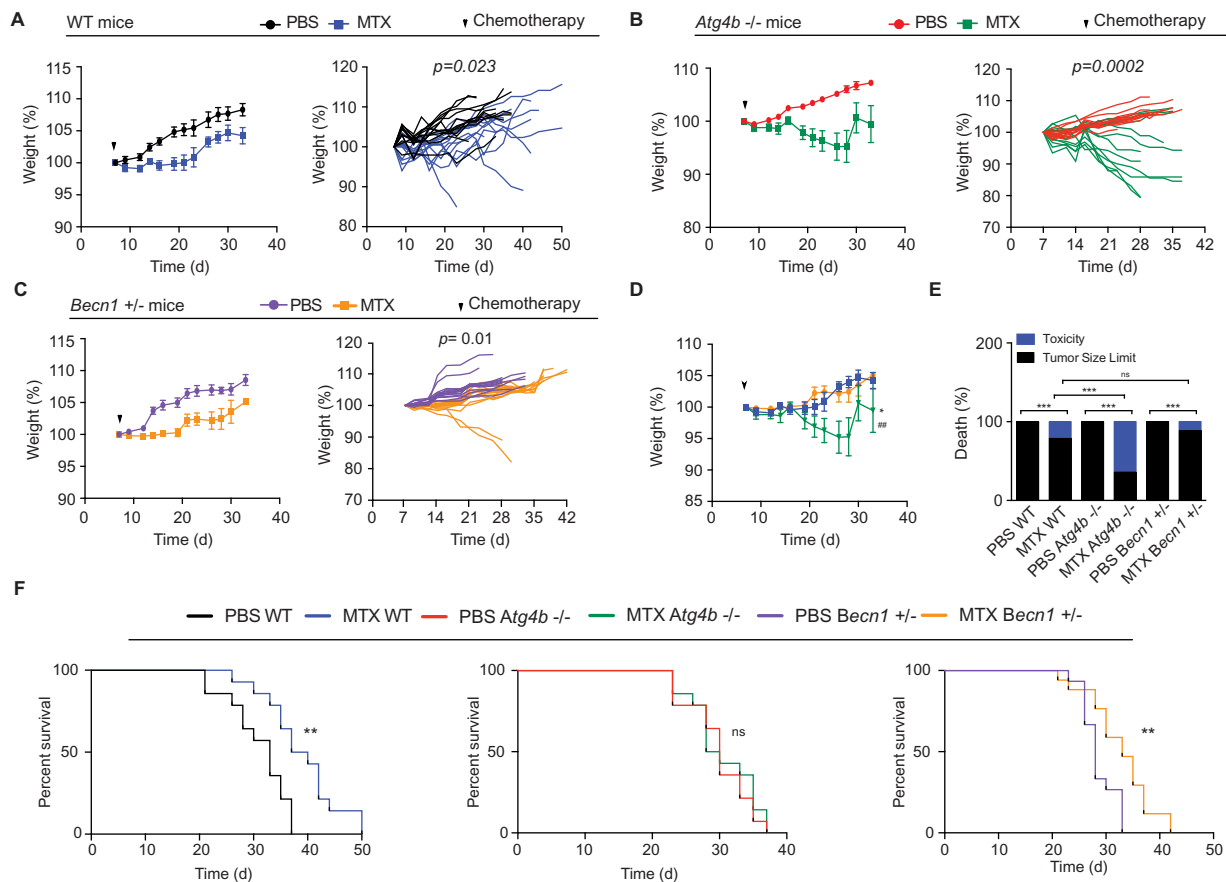 A WT mice PBS MTX Chemotherapy
p=0.023
Weight (%)
115
110
105
100
95
90
0 10 20 30 40
Time (d)
Weight (%)
120
110
100
90
80
0 10 20 30 40 50
Time (d)
B Atg4b -/- mice PBS MTX Chemotherapy
p=0.0002
Weight (%)
110
100
90
80
0 10 20 30 40
Time (d)
Weight (%)
120
110
100
90
80
70
0 7 14 21 28 35 42
Time (d)
C Becn1 +/- mice PBS MTX Chemotherapy
p= 0.01
Weight (%)
115
110
105
100
95
90
0 10 20 30 40
Time (d)
Weight (%)
120
110
100
90
80
70
0 7 14 21 28 35 42
Time (d)
D
Weight (%)
110
105
100
95
90
85
0 10 20 30 40
Time (d)
*
##
E
Toxicity
Tumor Size Limit
Death (%)
200
100
0
ns
***
*** *** ***
PBS WT
MTX WT
PBS Atg4b -/-
MTX Atg4b -/-
PBS Becn1 +/-
MTX Becn1 +/-
F
PBS WT MTX WT PBS Atg4b -/- MTX Atg4b -/- PBS Becn1 +/- MTX Becn1 +/-
Percent survival
100
50
0
**
0 10 20 30 40 50
Time (d)
Percent survival
100
50
0
ns
0 10 20 30 40
Time (d)
Percent survival
100
50
0
**
0 10 20 30 40 50
Time (d)